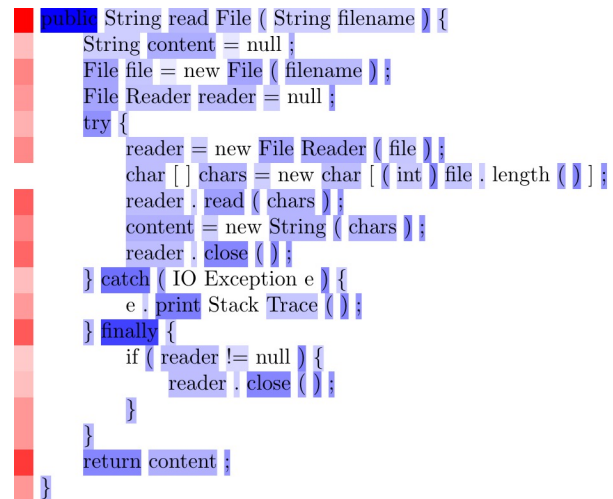 public String read File ( String filename ) {
String content = null ;
File file = new File ( filename ) ;
File Reader reader = null ;
try {
reader = new File Reader ( file ) ;
char [ ] chars = new char [ ( int ) file . length ( ) ] ;
reader . read ( chars ) ;
content = new String ( chars ) ;
reader . close ( ) ;
} catch ( IO Exception e ) {
e . print Stack Trace ( ) ;
} finally {
if ( reader != null ) {
reader . close ( ) ;
}
}
return content ;
}